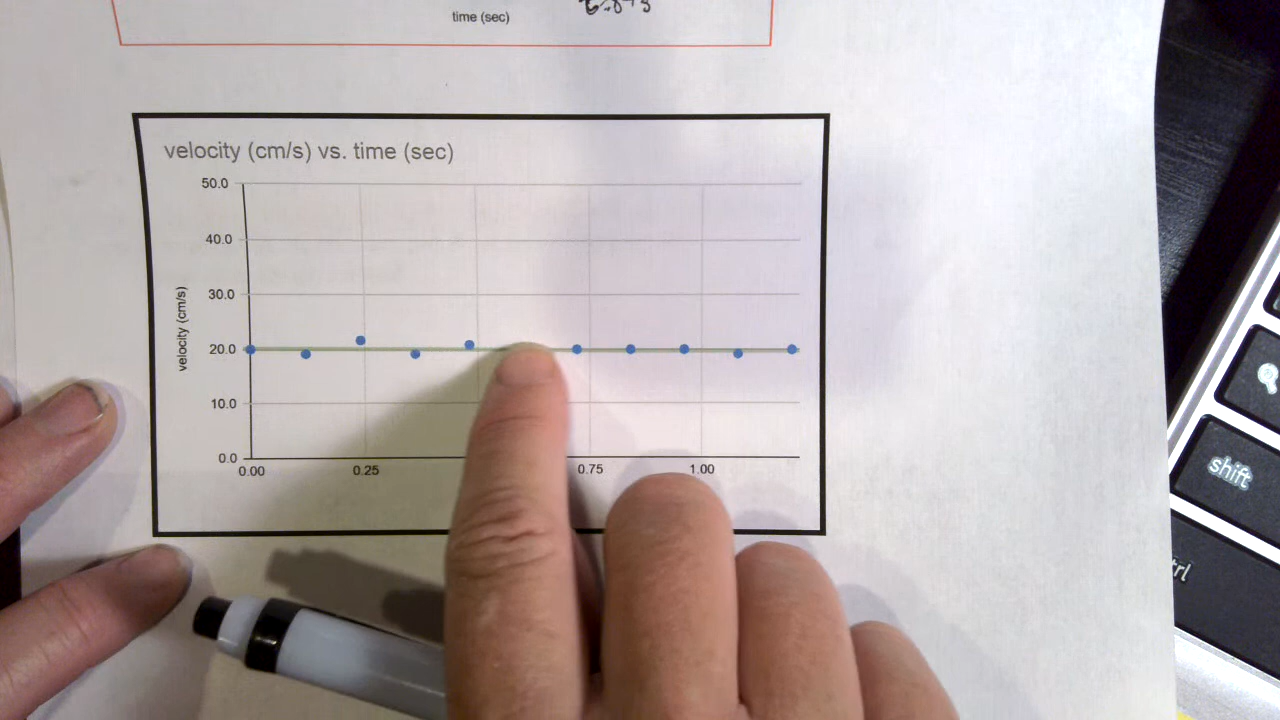 time (sec)
velocity (cm/s) vs. time (sec)
50.0
40.0
30.0
20.0
10.0
0.0
velocity (cm/s)
0.00 0.25 0.75 1.00
shift
trl